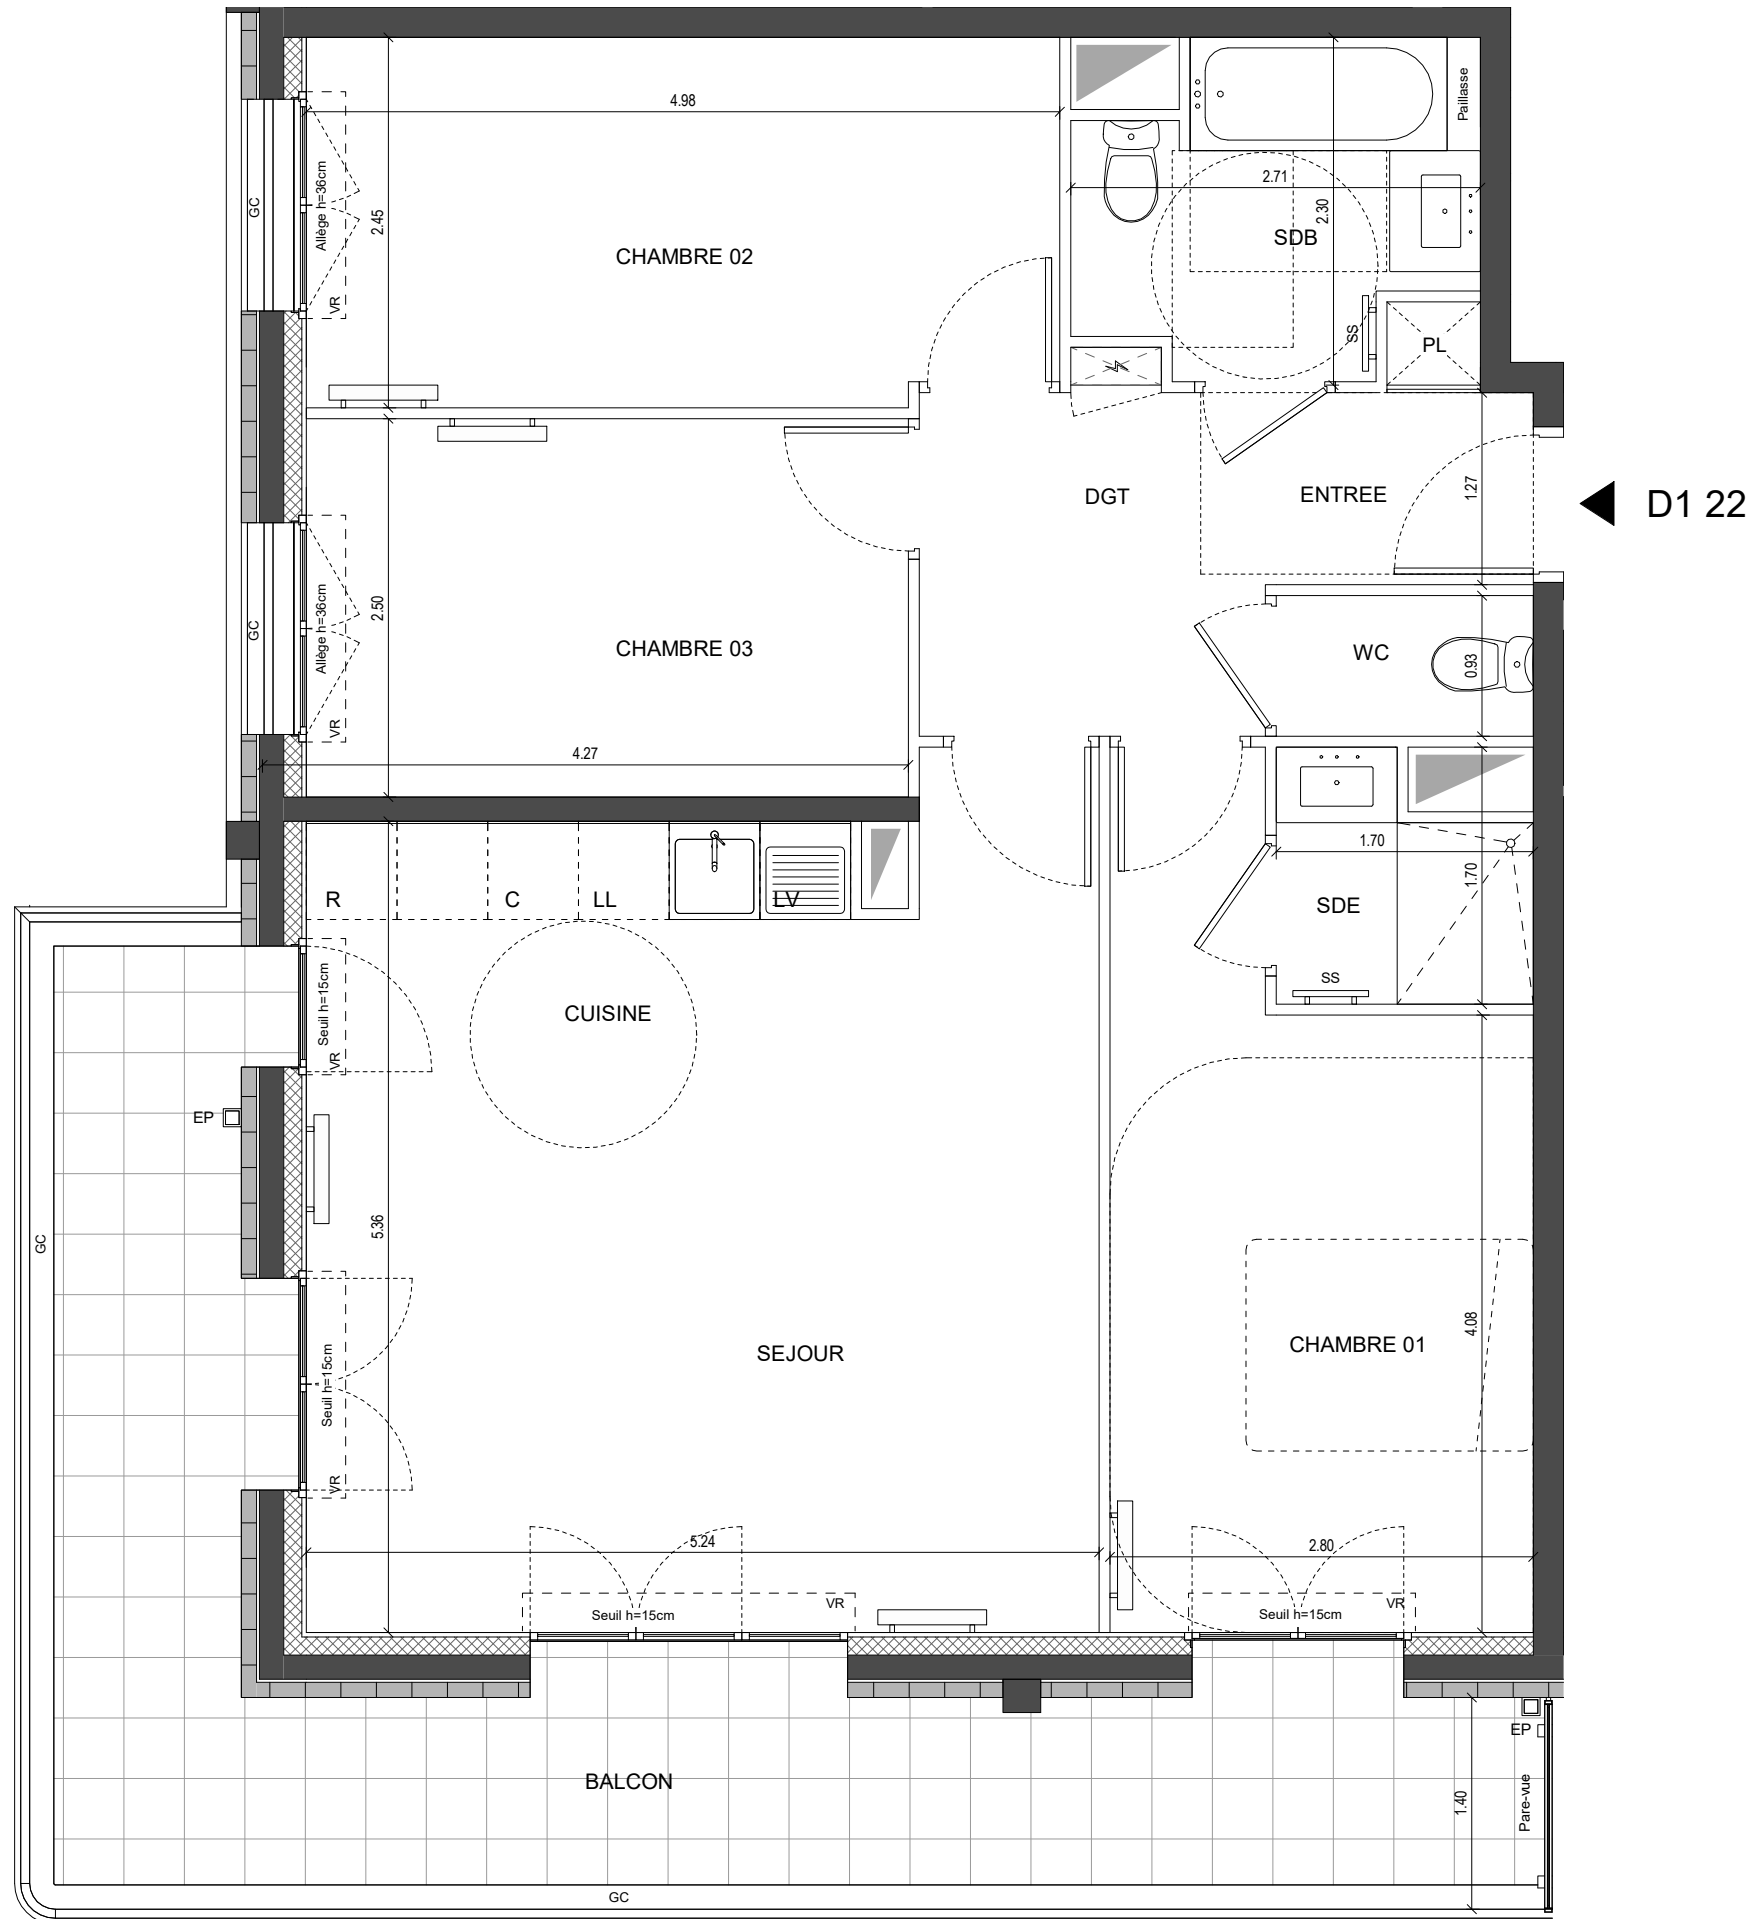 4.98
Paillasse
GC
Allège h=36cm
2.45
2.71
2.30
SDB
CHAMBRE 02
VR
SS
PL
DGT
ENTREE
1.27
D1 22
GC
Allège h=36cm
2.50
CHAMBRE 03
WC
0.93
VR
4.27
1.70
1.70
R
C
LL
LV
SDE
SS
Seuil h=15cm
VR
CUISINE
EP
GC
5.36
Seuil h=15cm
VR
SEJOUR
CHAMBRE 01
4.08
5.24
2.80
Seuil h=15cm
VR
Seuil h=15cm
VR
EP
BALCON
1.40
Pare-vue
GC